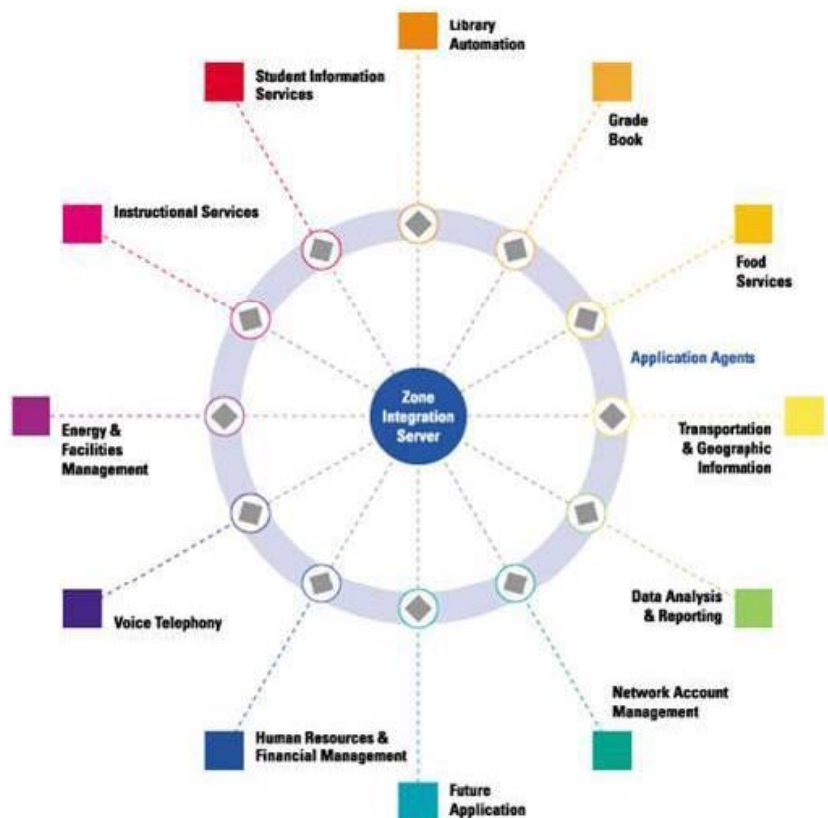 Library
Automation
Student Information
Services
Grade
Book
Instructional Services
Food
Services
Application Agents
Zone
Integration
Server
Energy &
Facilities
Management
Transportation
& Geographic
Information
Voice Telephony
Data Analysis
& Reporting
Network Account
Management
Human Resources &
Financial Management
Future
Application